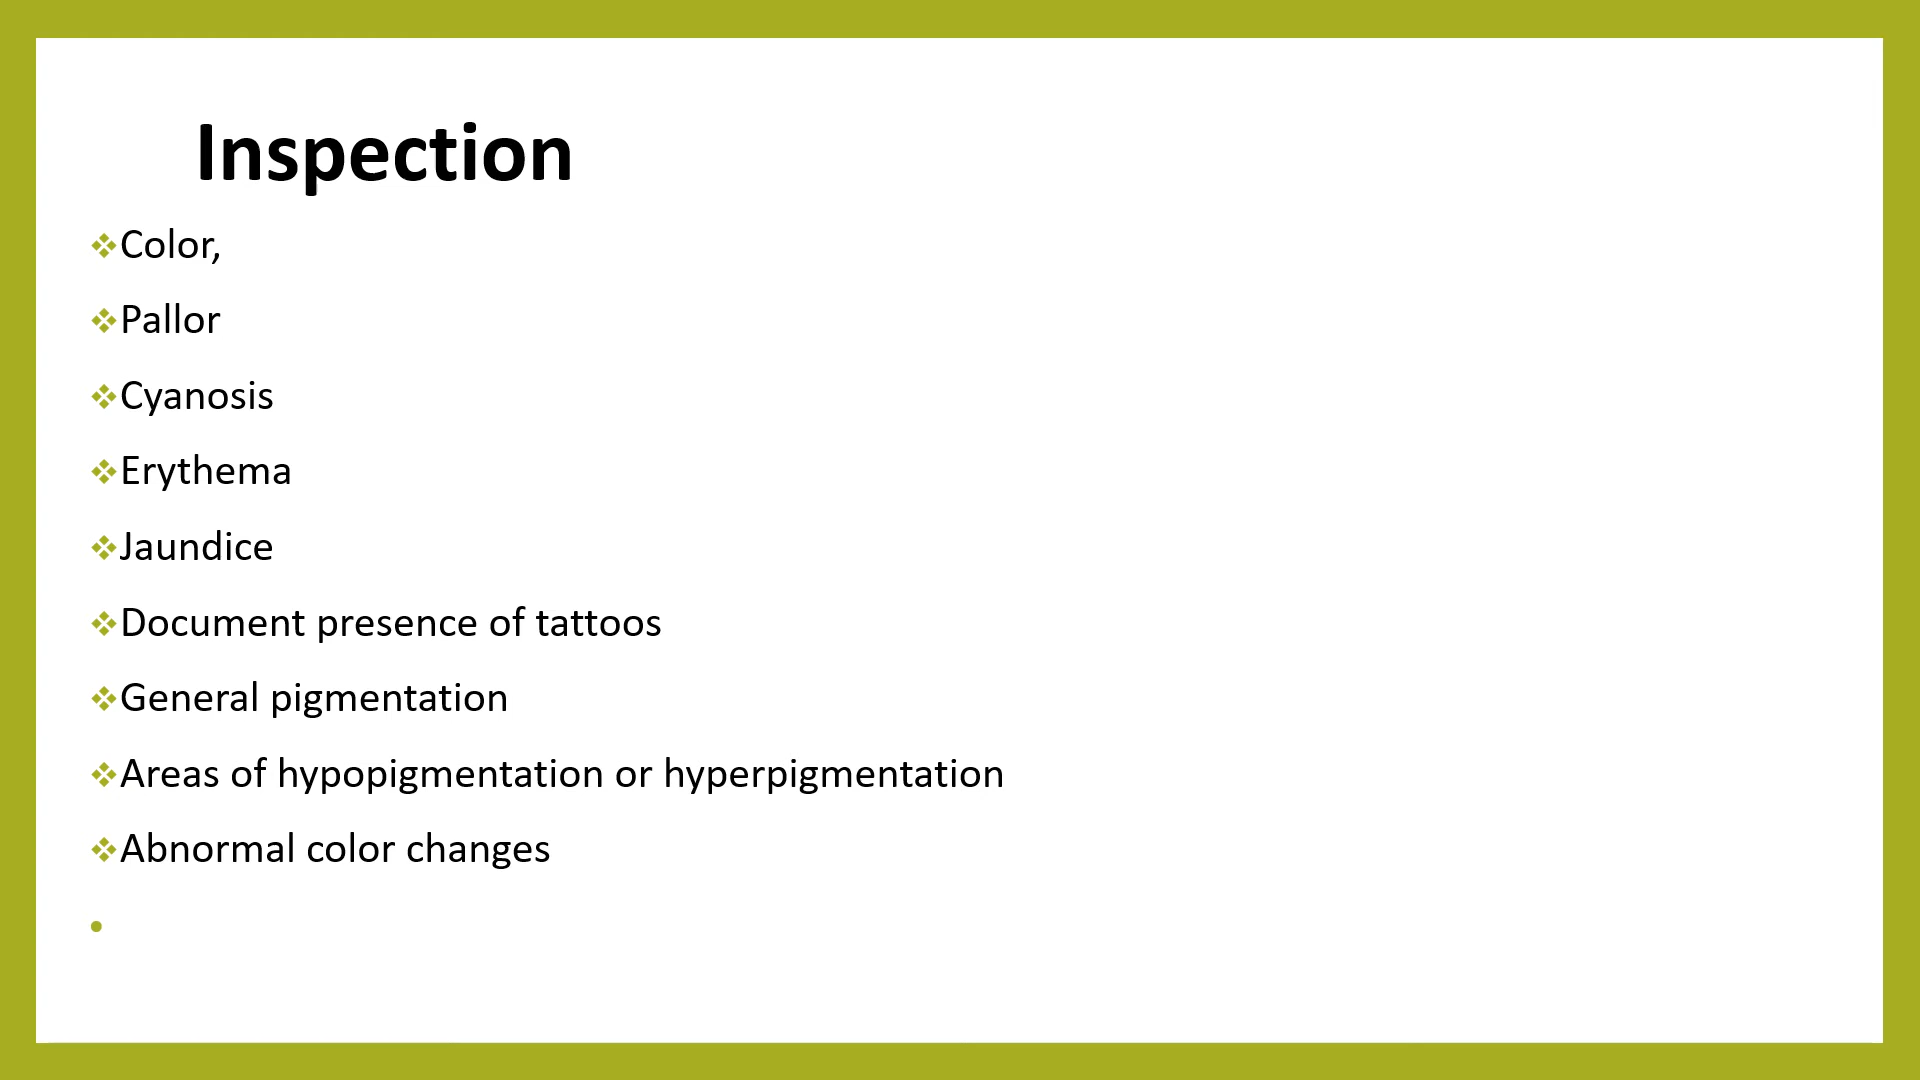 Inspection
❖Color,
❖Pallor
❖Cyanosis
❖Erythema
❖Jaundice
❖Document presence of tattoos
❖General pigmentation
❖Areas of hypopigmentation or hyperpigmentation
❖Abnormal color changes
•